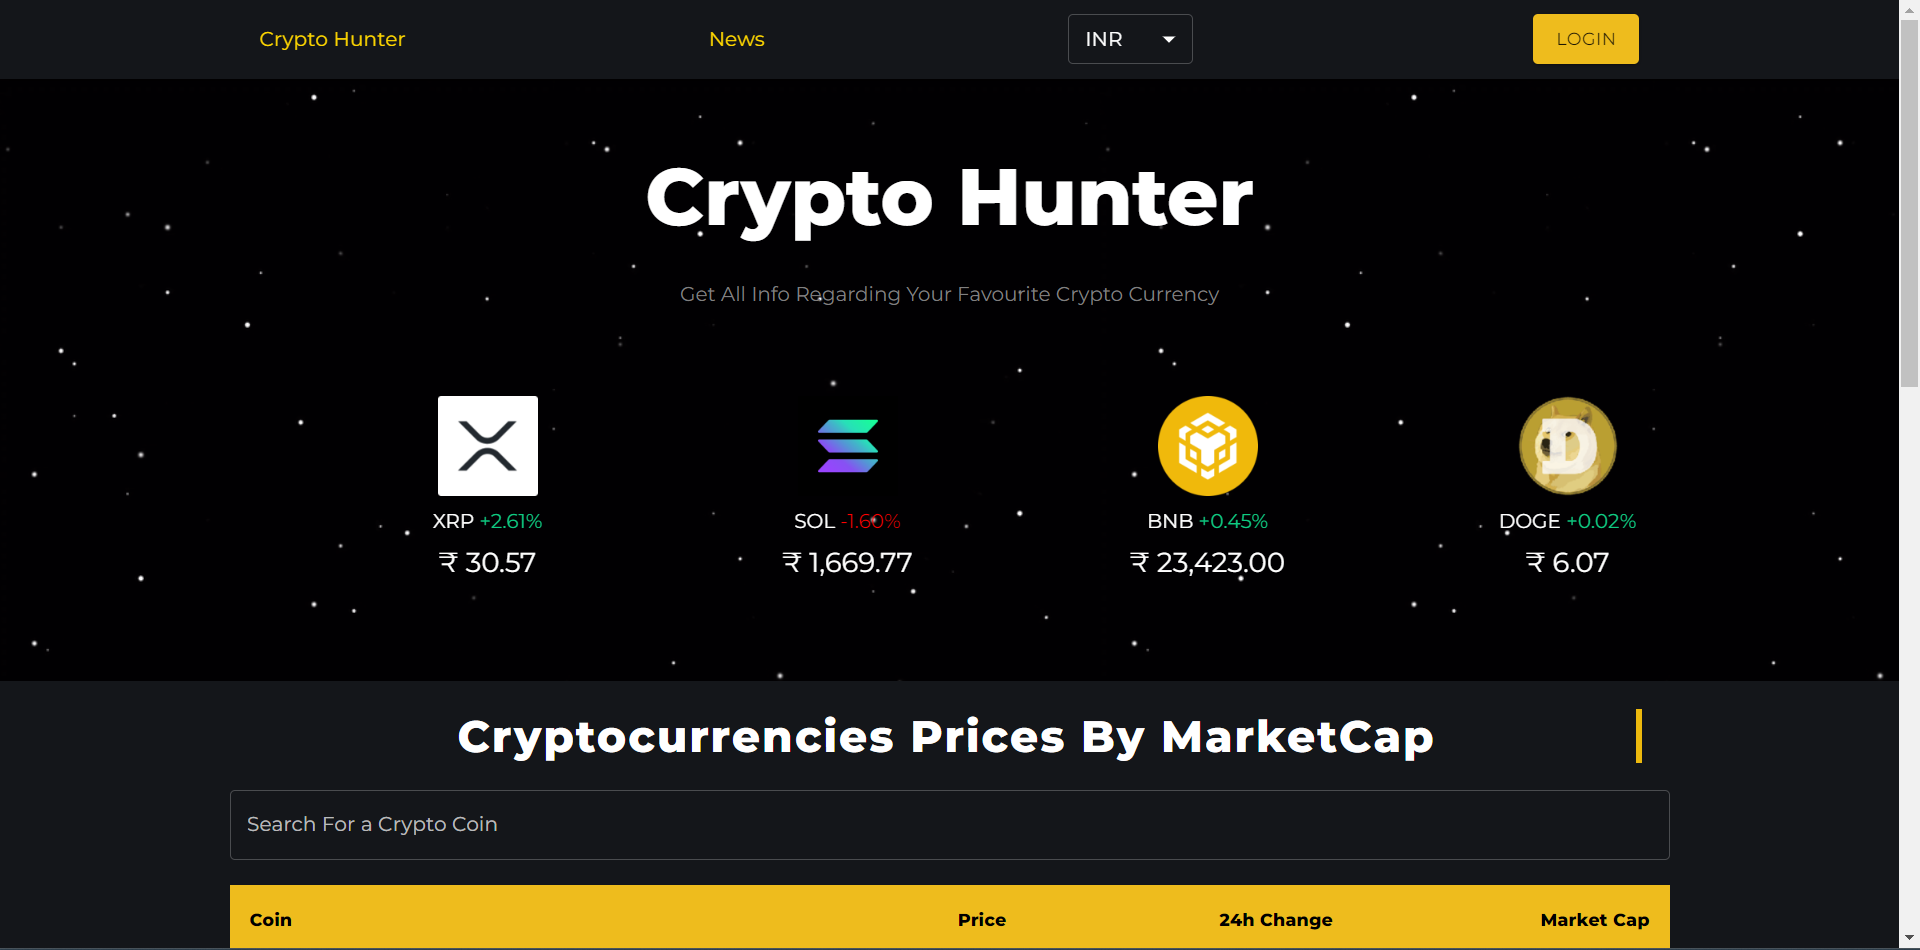 Crypto Hunter
News
INR
LOGIN
Crypto Hunter
Get All Info Regarding Your Favourite Crypto Currency
XRP +2.61%
₹ 30.57
SOL -1.60%
₹ 1,669.77
BNB +0.45%
₹ 23,423.00
D
DOGE +0.02%
₹ 6.07
Cryptocurrencies Prices By MarketCap
Search For a Crypto Coin
Coin
Price
24h Change
Market Cap